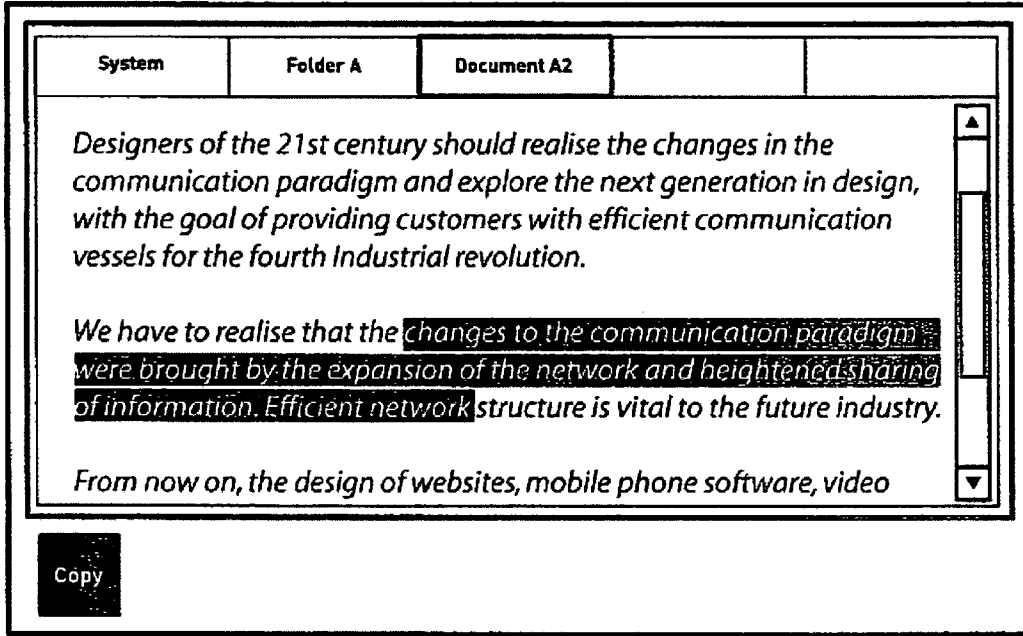 System Folder A Document A2
Designers of the 21st century should realise the changes in the
communication paradigm and explore the next generation in design,
with the goal of providing customers with efficient communication
vessels for the fourth Industrial revolution.
We have to realise that the changes to the communication paradigm
were brought by the expansion of the network and heightened sharing
of information. Efficient network structure is vital to the future industry.
From now on, the design of websites, mobile phone software, video
Copy